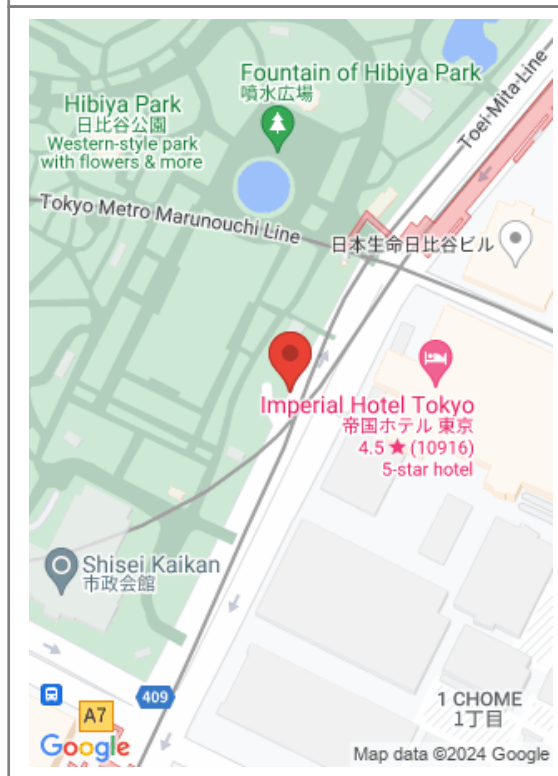 Fountain of Hibiya Park
噴水広場
Hibiya Park
日比谷公園
Western-style park
with flowers & more
Toei-Mita-Line
Tokyo Metro Marunouchi Line
日本生命日比谷ビル
Imperial Hotel Tokyo
帝国ホテル 東京
4.5 ★ (10916)
5-star hotel
Shisei Kaikan
市政会館
409
A7
1 CHOME
1丁目
Google
Map data ©2024 Google